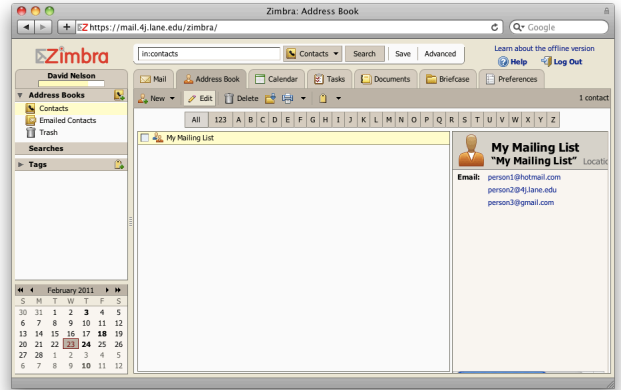 Zimbra: Address Book
Zhttps://mail.4j.lane.edu/zimbra/
Google
Zimbra
in:contacts
Contacts
Search
Save
Advanced
Learn about the offline version
Help
Log Out
David Nelson
Mail
Address Book
Calendar
Tasks
Documents
Briefcase
Preferences
Address Books
New
Edit
Delete
1 contact
Contacts
Emailed Contacts
Trash
Searches
Tags
All 123 A B C D E F G H I J K L M N O P Q R S T U V W X Y Z
My Mailing List
My Mailing List
"My Mailing List" Locatio
Email: person1@hotmail.com
person2@4j.lane.edu
person3@gmail.com
February 2011
S M T W T F S
30 31 1 2 3 4 5
6 7 8 9 10 11 12
13 14 15 16 17 18 19
20 21 22 23 24 25 26
27 28 1 2 3 4 5
6 7 8 9 10 11 12